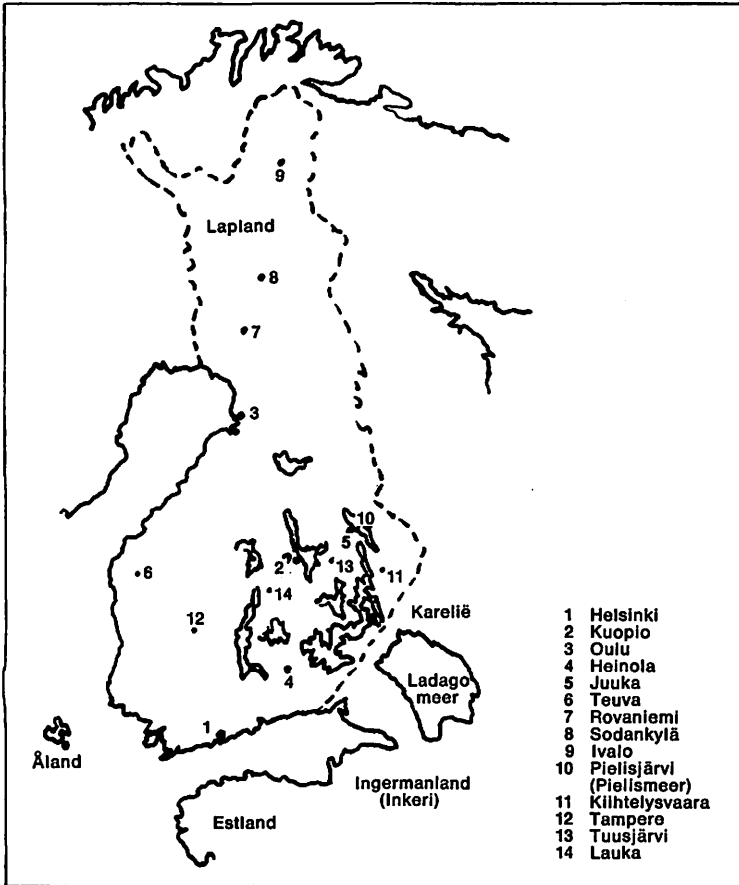 9
Lapland
8
7
3
10
5
2
13
6
11
14
12
Karelië
4
Ladago
meer
1
Åland
Ingermanland
(Inkeri)
Estland
1 Helsinki
2 Kuopio
3 Oulu
4 Heinola
5 Juuka
6 Teuva
7 Rovaniemi
8 Sodankylä
9 Ivalo
10 Pielisjärvi
(Pielismeer)
11 Kiihtelysvaara
12 Tampere
13 Tuusjärvi
14 Lauka